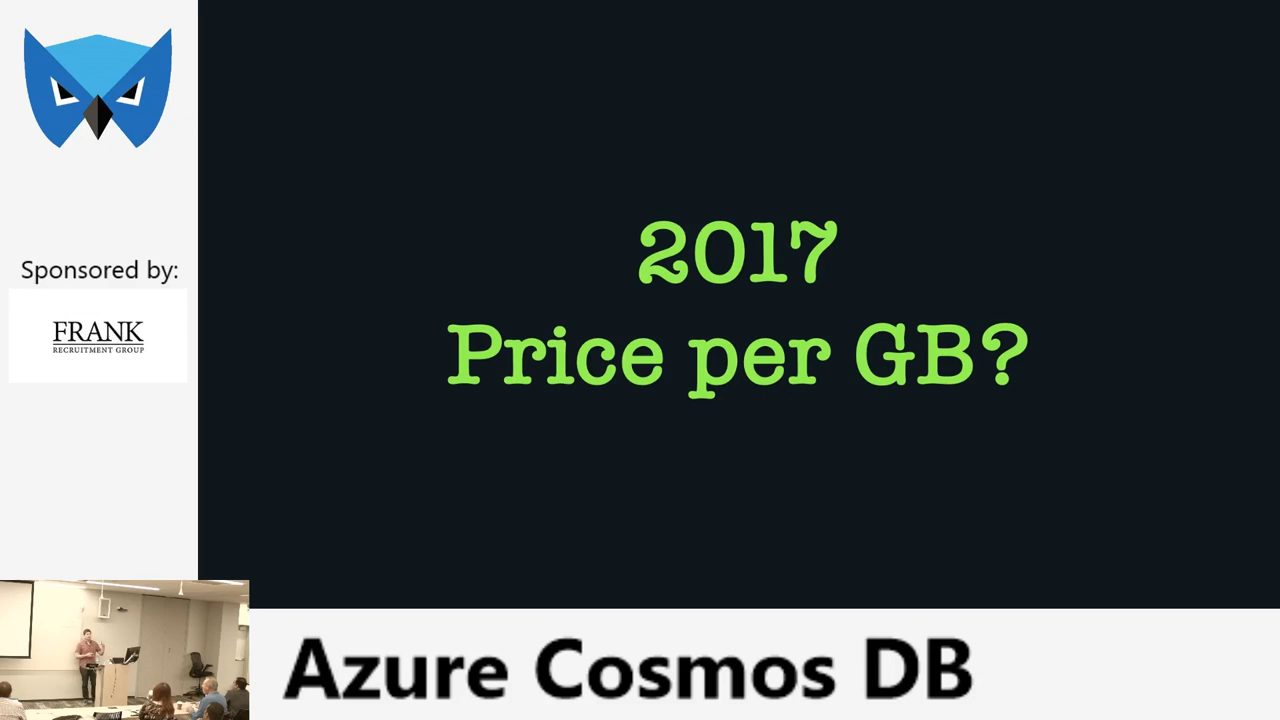 Sponsored by:
FRANK
RECRUITMENT GROUP
2017
Price per GB?
Azure Cosmos DB